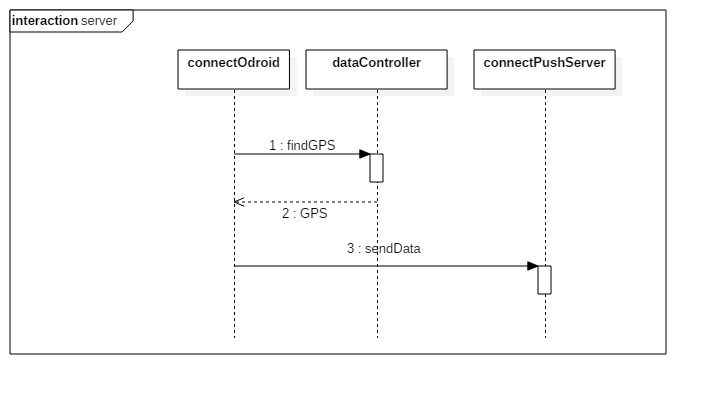 interaction server
connectOdroid
dataController
connectPushServer
1 : findGPS
2 : GPS
3 : sendData